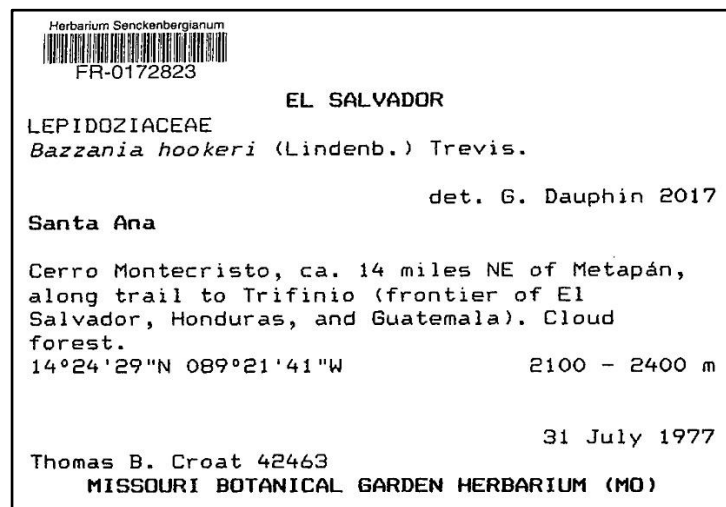 Herbarium Senckenbergianum
FR-0172823
EL SALVADOR
LEPIDOZIACEAE
Bazzania hookeri (Lindenb.) Trevis.
det. G. Dauphin 2017
Santa Ana
Cerro Montecristo, ca. 14 miles NE of Metapán,
along trail to Trifinio (frontier of El
Salvador, Honduras, and Guatemala). Cloud
forest.
14°24'29"N 089°21'41"W 2100 - 2400 m
31 July 1977
Thomas B. Croat 42463
MISSOURI BOTANICAL GARDEN HERBARIUM (MO)